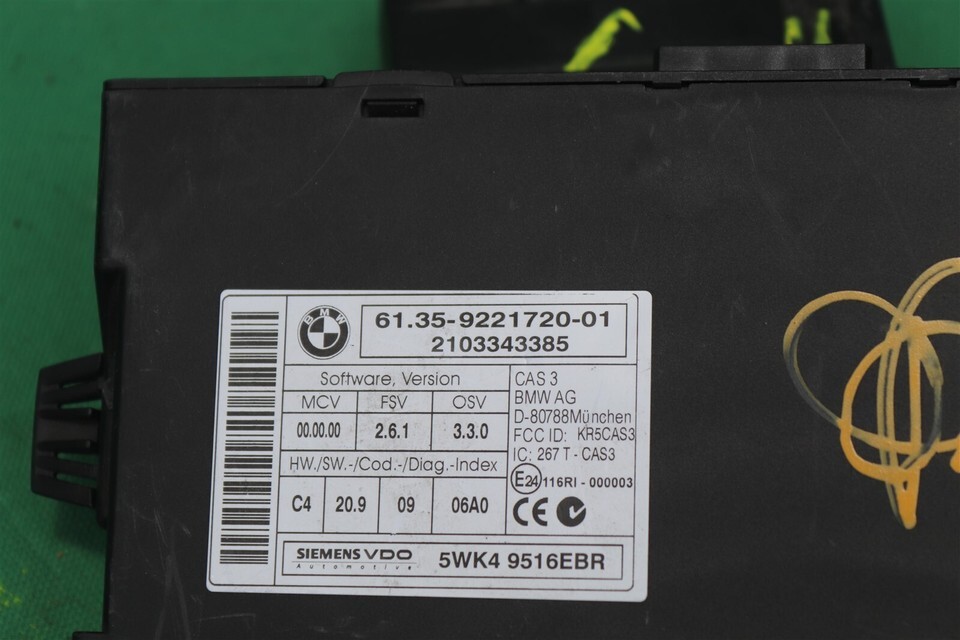 BMW
61.35-9221720-01
2103343385
Software, Version
MCV FSV OSV
00.00.00 2.6.1 3.3.0
HW./SW.-/Cod.-/Diag.-Index
C4 20.9 09 06A0
CAS 3
BMW AG
D-80788München
FCC ID: KR5CAS3
IC: 267 T - CAS3
E24 116RI - 000003
CE
SIEMENS VDO
Automotive
5WK4 9516EBR